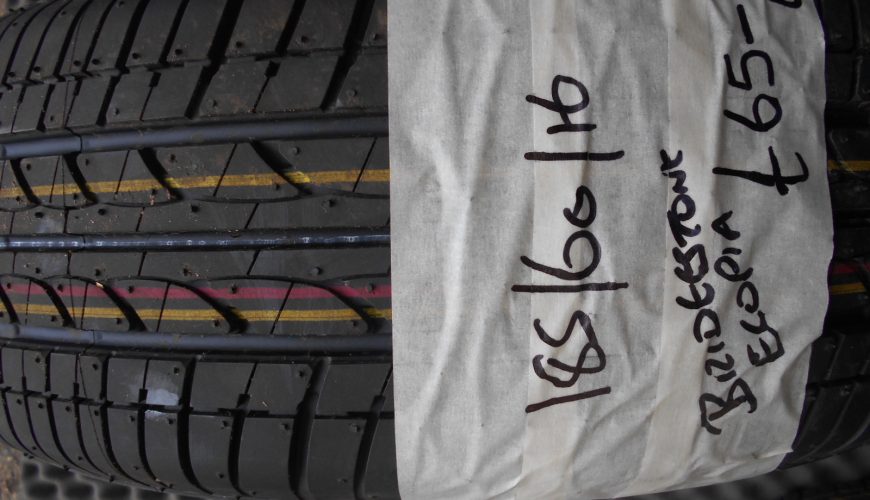 185/60/16
BRIDGESTONE
ECOPIA £65-